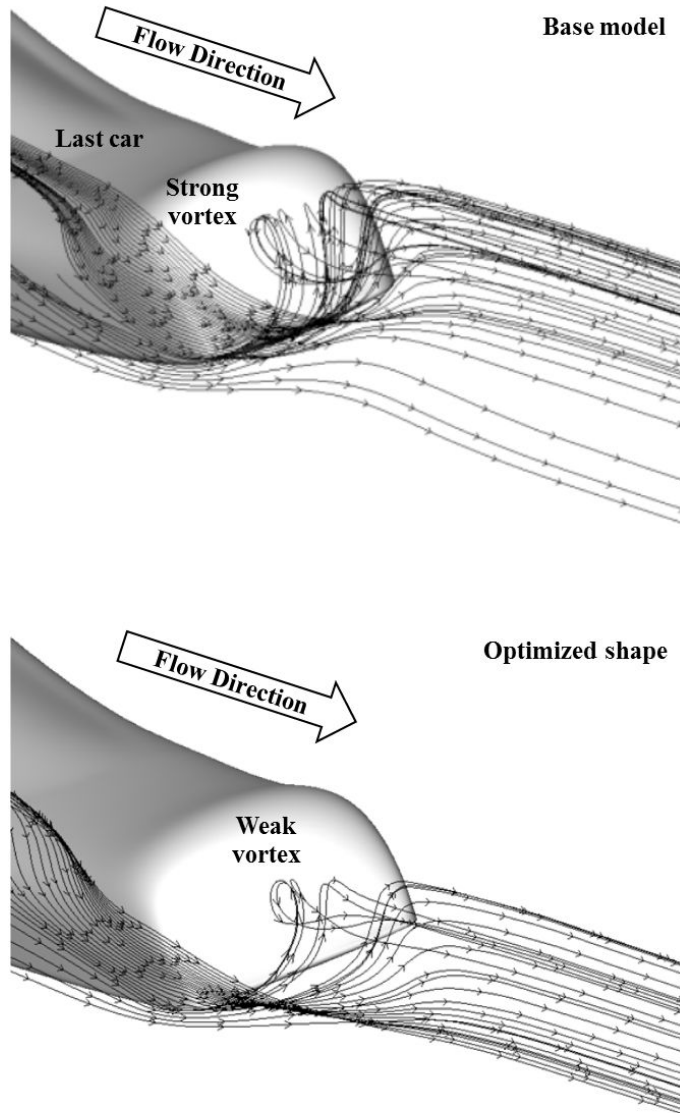 Base model
Flow Direction
Last car
Strong
vortex
Optimized shape
Flow Direction
Weak
vortex